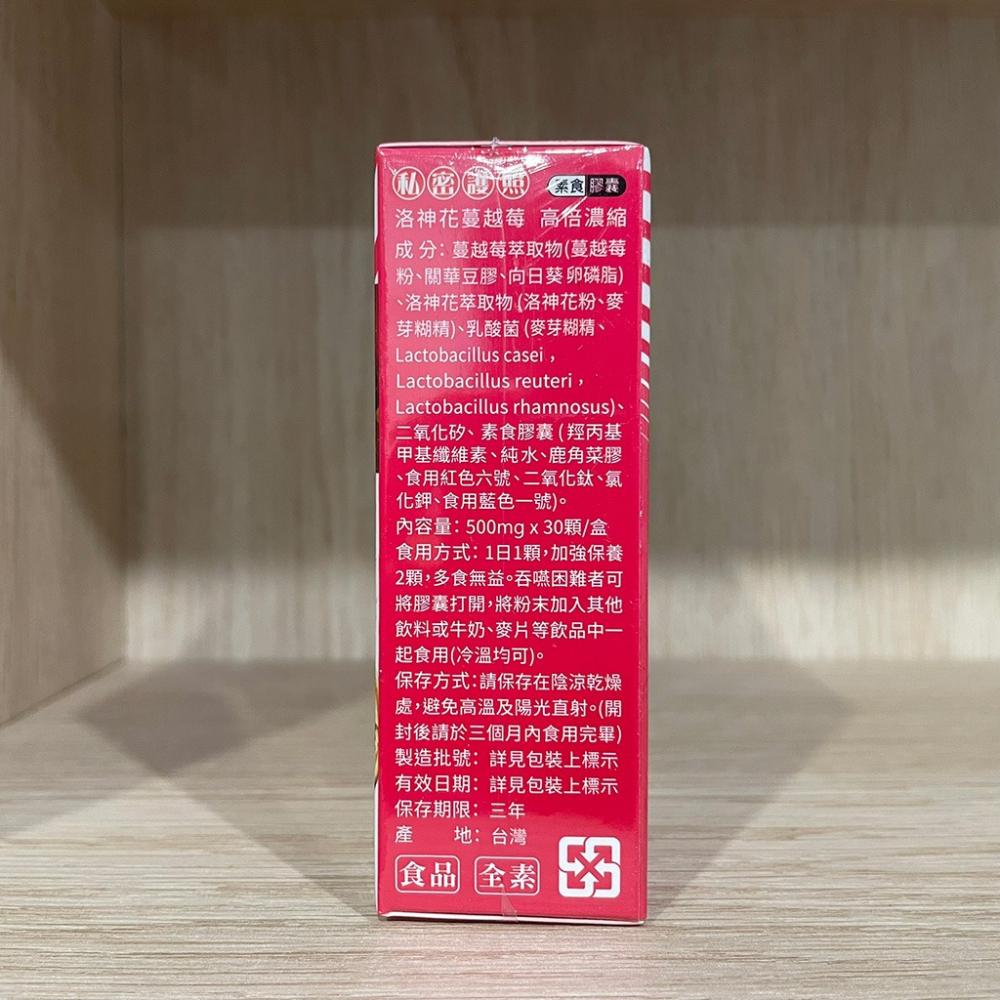 私密護照 素食膠囊
洛神花蔓越莓 高倍濃縮
成 分：蔓越莓萃取物(蔓越莓
粉、關華豆膠、向日葵卵磷脂)
、洛神花萃取物(洛神花粉、麥
芽糊精)、乳酸菌(麥芽糊精、
Lactobacillus casei，
Lactobacillus reuteri，
Lactobacillus rhamnosus)、
二氧化矽、素食膠囊(羥丙基
甲基纖維素、純水、鹿角菜膠
、食用紅色六號、二氧化鈦、氯
化鉀、食用藍色一號)。
內容量：500mg x 30顆/盒
食用方式：1日1顆，加強保養
2顆，多食無益。吞嚥困難者可
將膠囊打開，將粉末加入其他
飲料或牛奶、麥片等飲品中一
起食用(冷溫均可)。
保存方式：請保存在陰涼乾燥
處，避免高溫及陽光直射。(開
封後請於三個月內食用完畢)
製造批號：詳見包裝上標示
有效日期：詳見包裝上標示
保存期限：三年
產 地：台灣
食品 全素